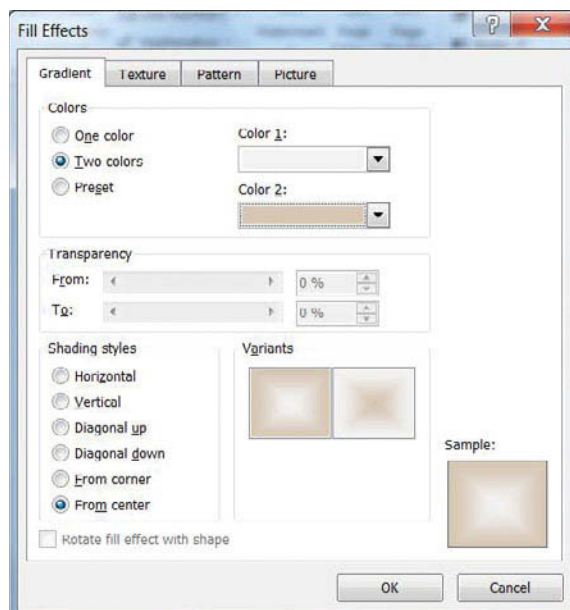 Fill Effects
Gradient Texture Pattern Picture
Colors
One color
Two colors
Preset
Color 1:
Color 2:
Transparency
From: 0 %
To: 0 %
Shading styles
Horizontal
Vertical
Diagonal up
Diagonal down
From corner
From center
Variants
Sample:
Rotate fill effect with shape
OK Cancel